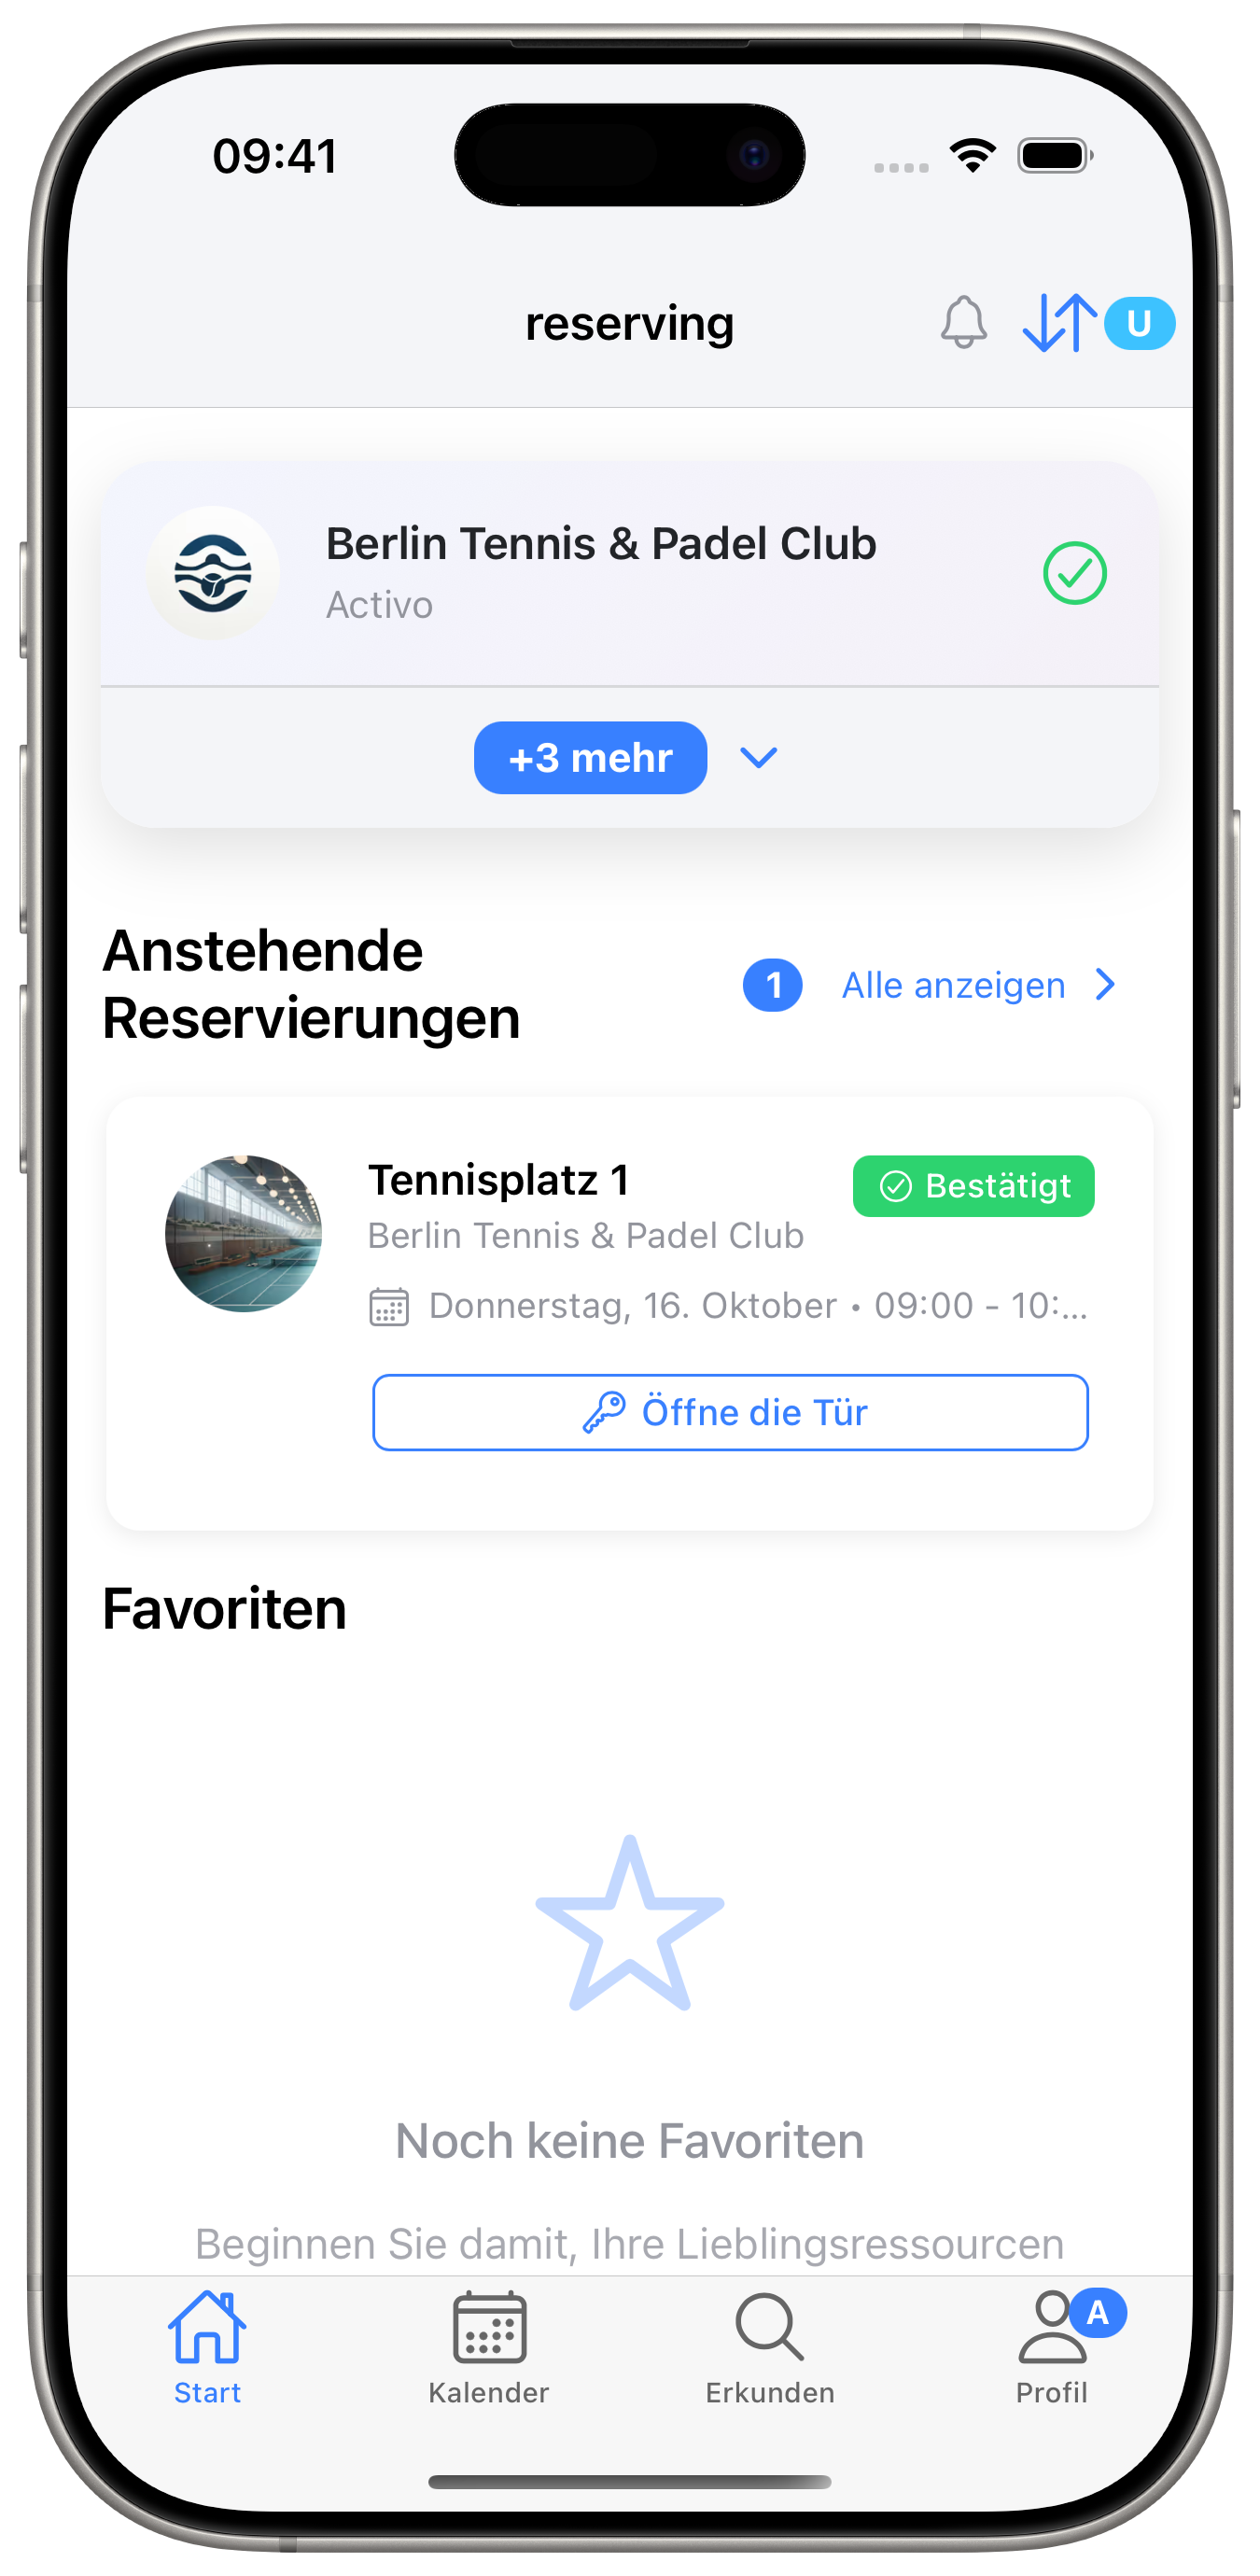 09:41
reserving
U
Berlin Tennis & Padel Club
Activo
+3 mehr
Anstehende
Reservierungen
1
Alle anzeigen
Tennisplatz 1
Bestätigt
Berlin Tennis & Padel Club
Donnerstag, 16. Oktober • 09:00 - 10:...
Öffne die Tür
Favoriten
Noch keine Favoriten
Beginnen Sie damit, Ihre Lieblingsressourcen
A
Start
Kalender
Erkunden
Profil